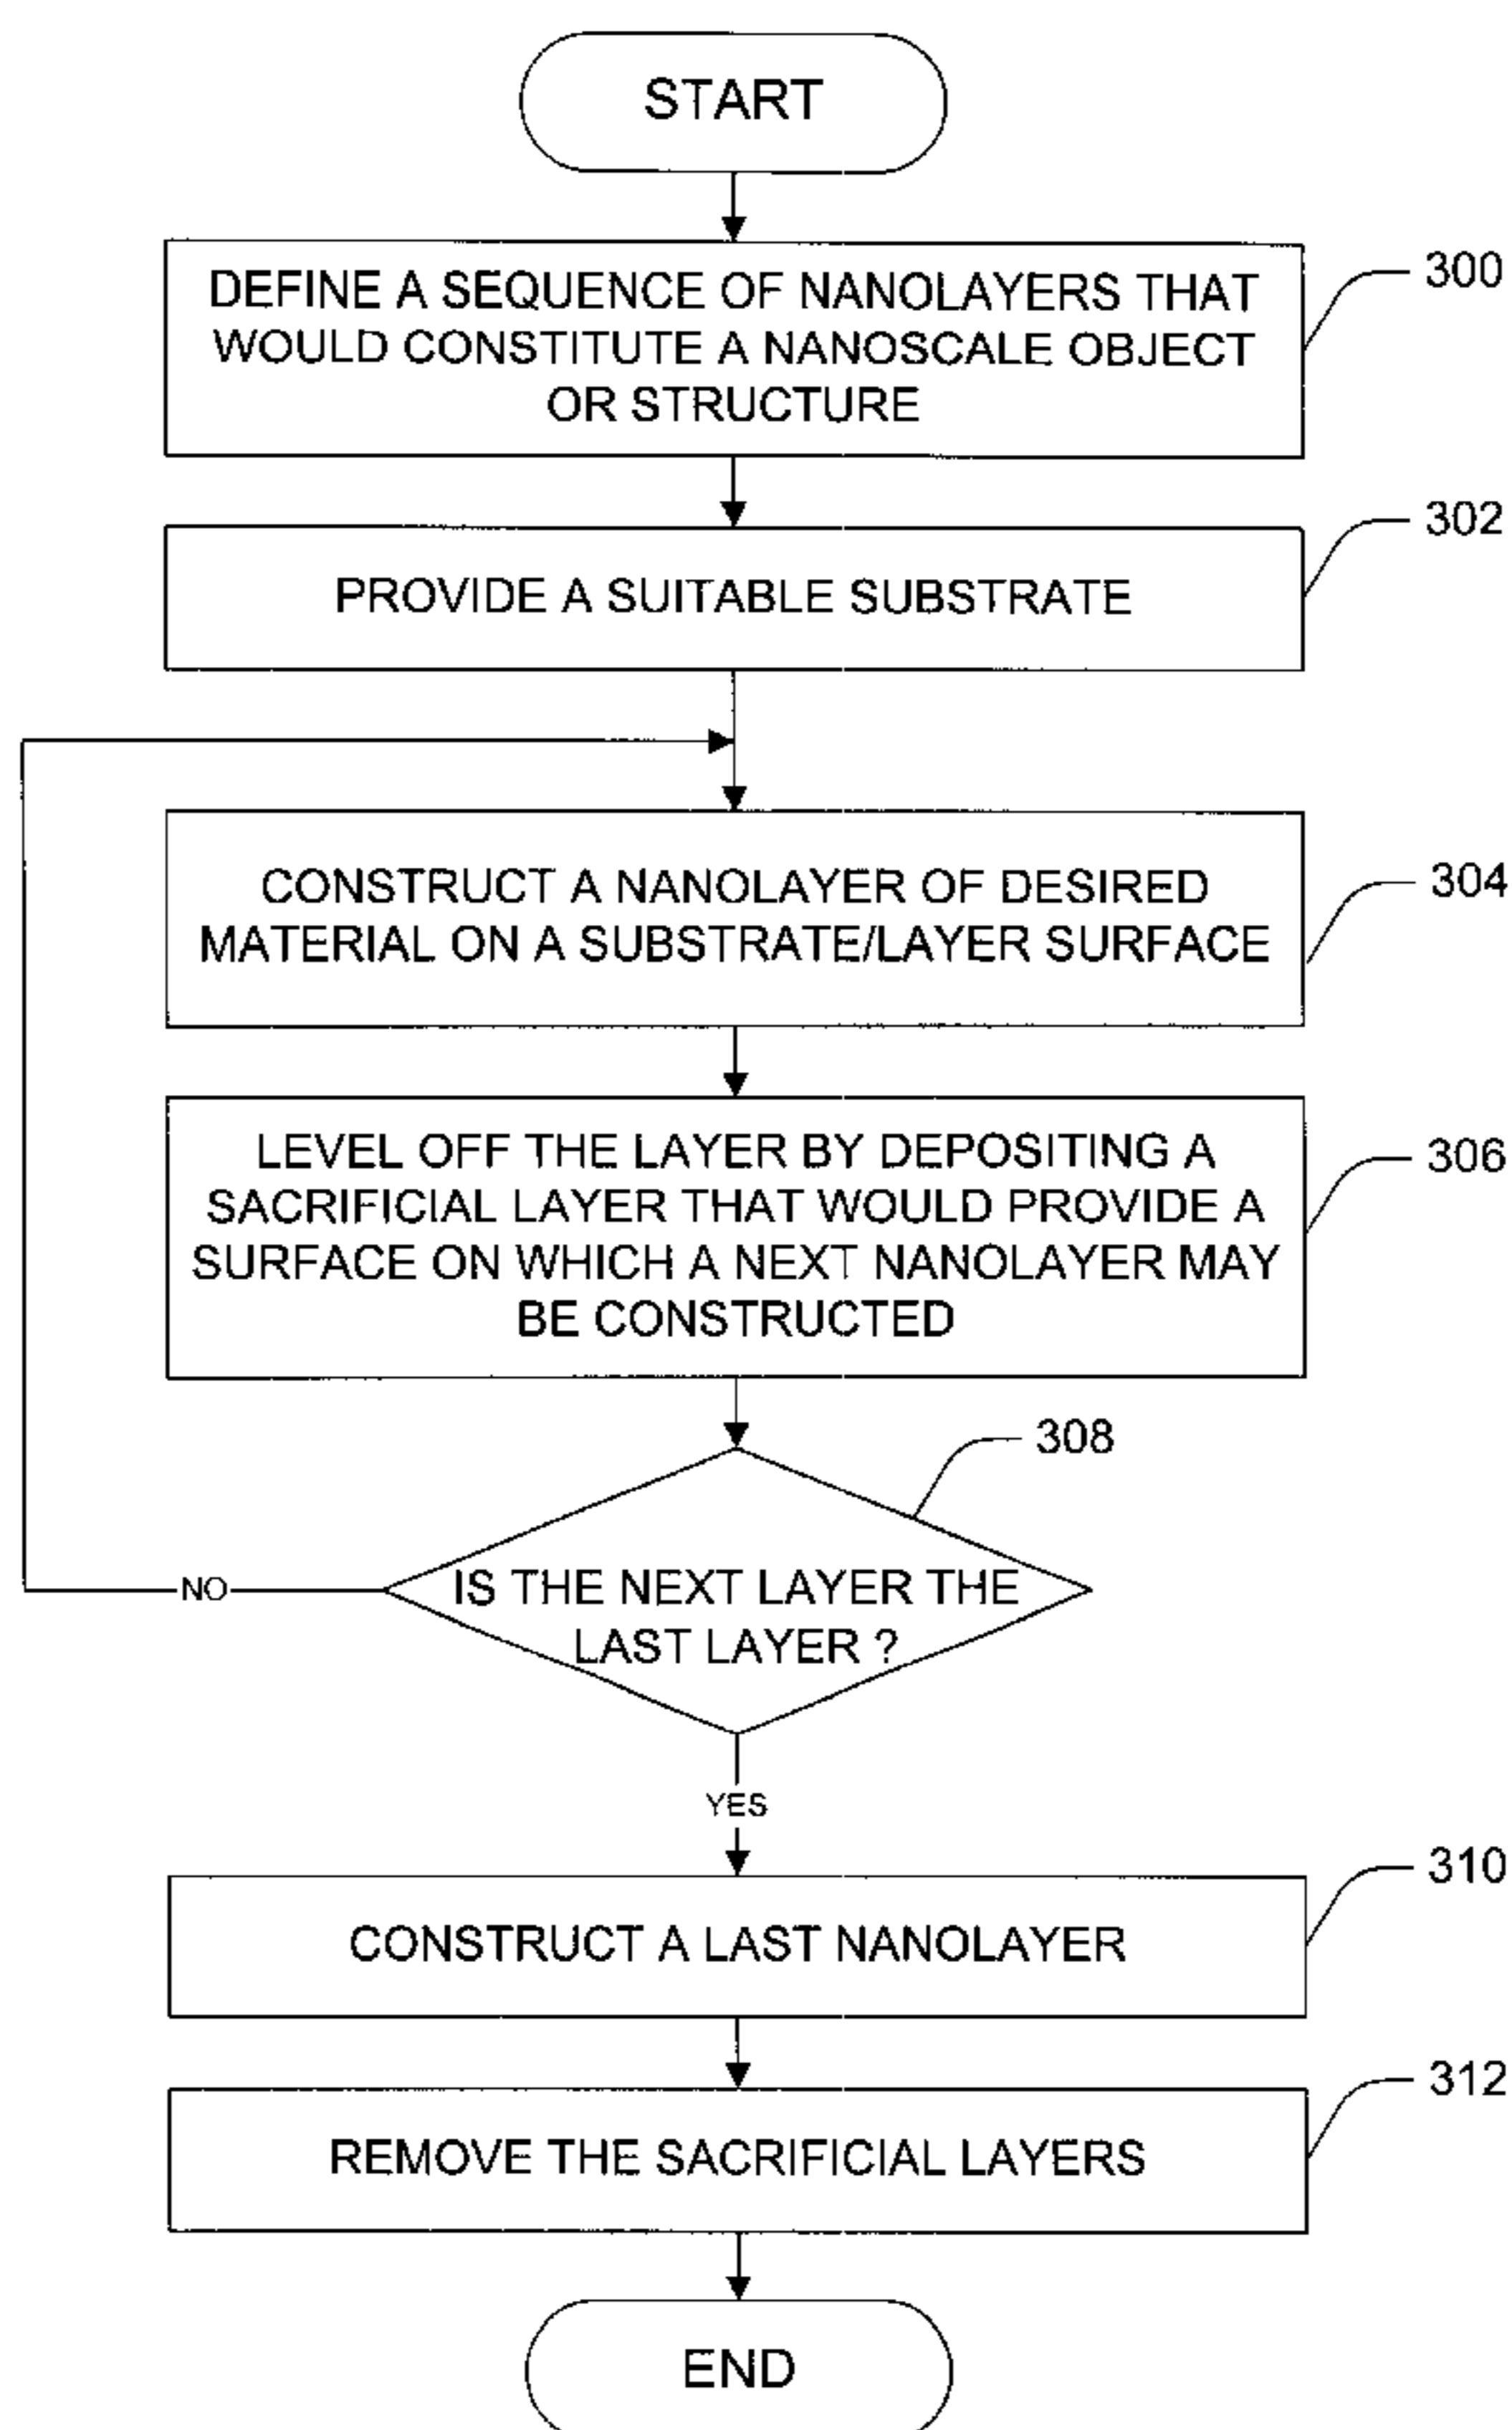 START
DEFINE A SEQUENCE OF NANOLAYERS THAT
WOULD CONSTITUTE A NANOSCALE OBJECT
OR STRUCTURE
300
PROVIDE A SUITABLE SUBSTRATE
302
CONSTRUCT A NANOLAYER OF DESIRED
MATERIAL ON A SUBSTRATE/LAYER SURFACE
304
LEVEL OFF THE LAYER BY DEPOSITING A
SACRIFICIAL LAYER THAT WOULD PROVIDE A
SURFACE ON WHICH A NEXT NANOLAYER MAY
BE CONSTRUCTED
306
308
IS THE NEXT LAYER THE
LAST LAYER ?
NO
YES
CONSTRUCT A LAST NANOLAYER
310
REMOVE THE SACRIFICIAL LAYERS
312
END